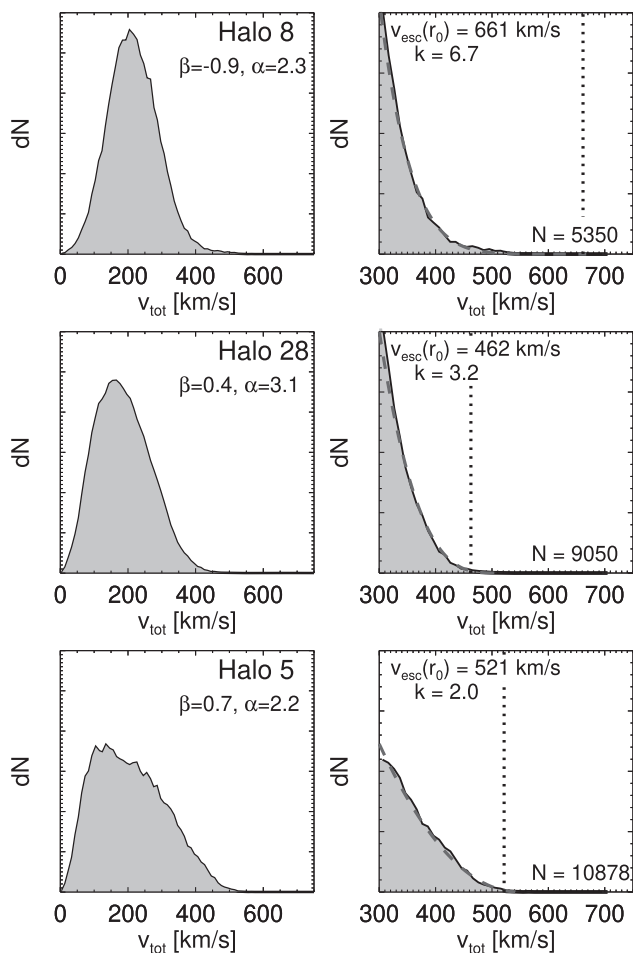 Halo 8
β=-0.9, α=2.3
dN
0 200 400 600
v_tot [km/s]
v_esc(r_0) = 661 km/s
k = 6.7
dN
N = 5350
300 400 500 600 700
v_tot [km/s]
Halo 28
β=0.4, α=3.1
dN
0 200 400 600
v_tot [km/s]
v_esc(r_0) = 462 km/s
k = 3.2
dN
N = 9050
300 400 500 600 700
v_tot [km/s]
Halo 5
β=0.7, α=2.2
dN
0 200 400 600
v_tot [km/s]
v_esc(r_0) = 521 km/s
k = 2.0
dN
N = 10878
300 400 500 600 700
v_tot [km/s]